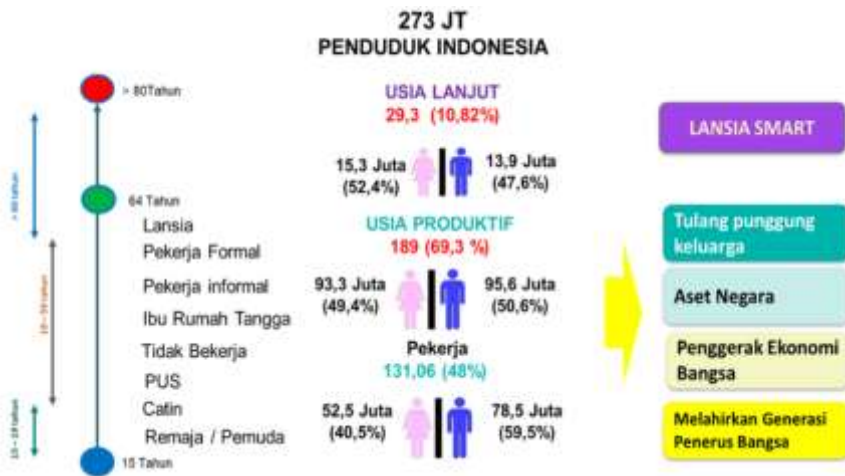 273 JT
PENDUDUK INDONESIA
> 80Tahun
64 Tahun
15 Tahun
Lansia
Pekerja Formal
Pekerja informal
Ibu Rumah Tangga
Tidak Bekerja
PUS
Catin
Remaja / Pemuda
USIA LANJUT
29,3 (10,82%)
15,3 Juta
(52,4%)
13,9 Juta
(47,6%)
USIA PRODUKTIF
189 (69,3 %)
93,3 Juta
(49,4%)
95,6 Juta
(50,6%)
Pekerja
131,06 (48%)
52,5 Juta
(40,5%)
78,5 Juta
(59,5%)
LANSIA SMART
Tulang punggung
keluarga
Aset Negara
Penggerak Ekonomi
Bangsa
Melahirkan Generasi
Penerus Bangsa